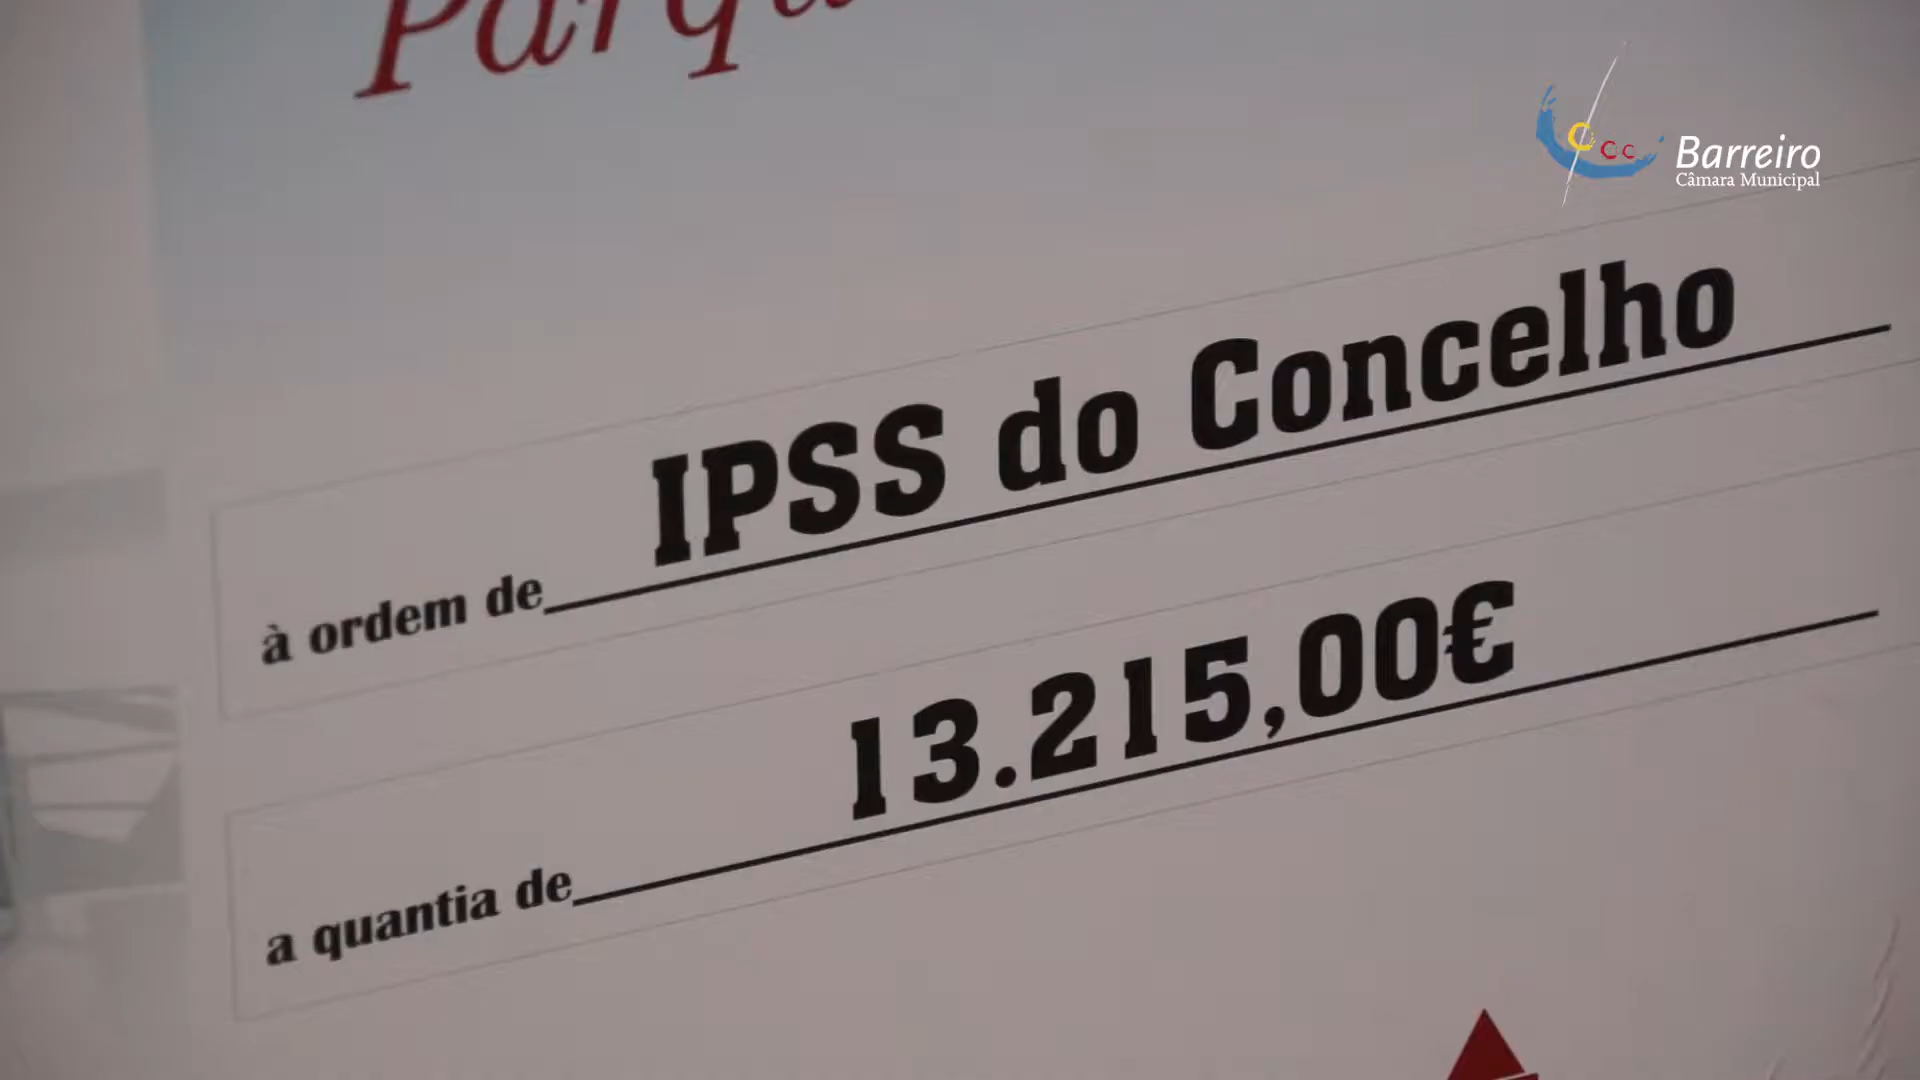 Barreiro
Câmara Municipal
à ordem de IPSS do Concelho
a quantia de 13.215,00€